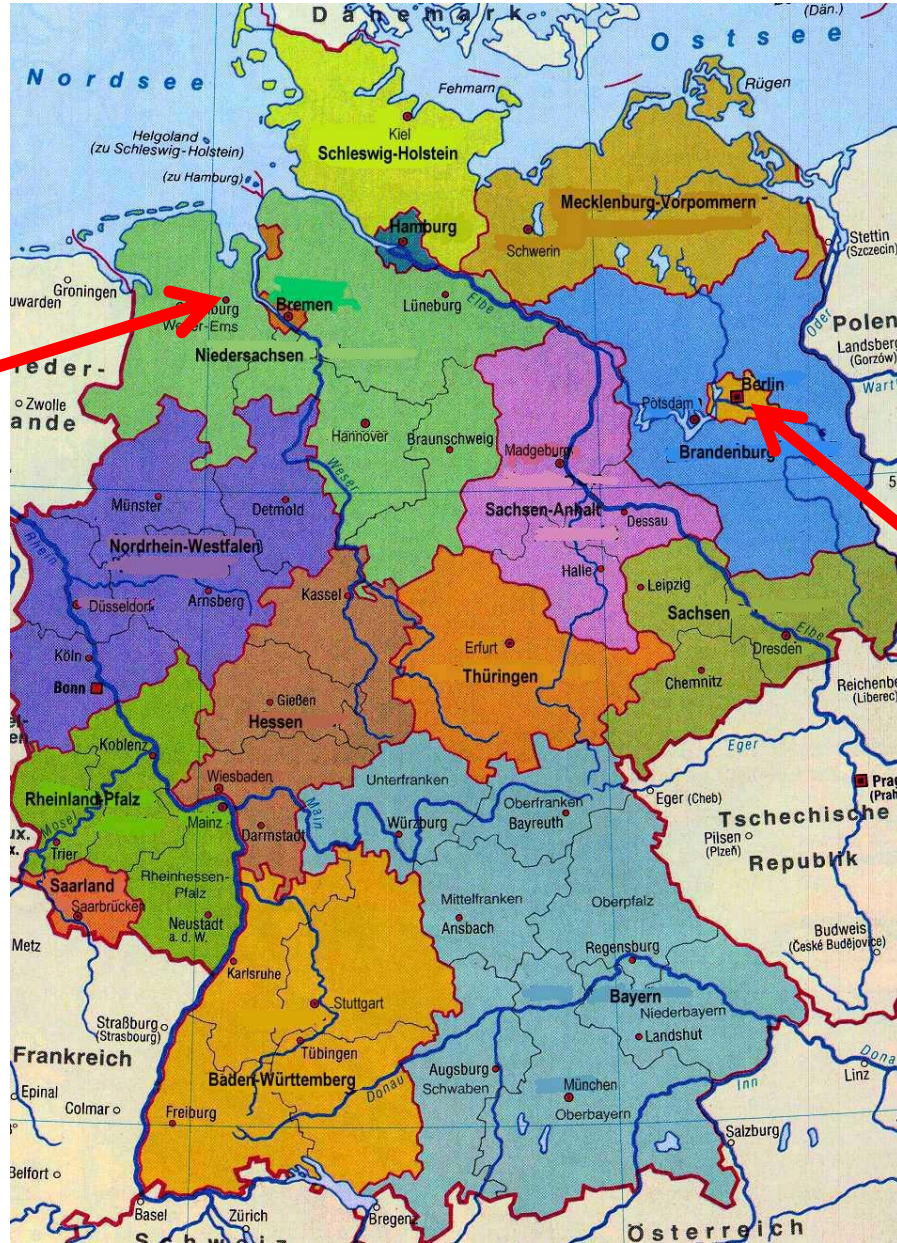 Dänemark
(Dän.)
Nordsee
Ostsee
Rügen
Fehmarn
Kiel
Schleswig-Holstein
Helgoland
(zu Schleswig-Holstein)
(zu Hamburg)
Mecklenburg-Vorpommern
Hamburg
Schwerin
Stettin
(Szczecin)
Groningen
Lüneburg
Elbe
Bremen
Weser-Ems
Oder
Polen
Landsberg
(Gorzów)
Niedersachsen
Zwolle
Berlin
Potsdam
Brandenburg
Hannover
Braunschweig
Madgeburg
Weser
Münster
Detmold
Sachsen-Anhalt
Dessau
Rhein
Nordrhein-Westfalen
Halle
Leipzig
Düsseldorf
Arnsberg
Kassel
Sachsen
Elbe
Dresden
Köln
Erfurt
Thüringen
Chemnitz
Bonn
Gießen
Hessen
(Liberec)
Koblenz
Eger
Wiesbaden
Unterfranken
Rheinland-Pfalz
Mainz
Main
Oberfranken
Bayreuth
Eger (Cheb)
Prag
Mosel
Darmstadt
Würzburg
Tschechische
Pilsen
(Plzeň)
Republik
Trier
Rheinhessen-
Pfalz
Saarland
Saarbrücken
Mittelfranken
Ansbach
Oberpfalz
Neustadt
a. d. W.
Budweis
(České Budějovice)
Metz
Karlsruhe
Regensburg
Stuttgart
Bayern
Niederbayern
Straßburg
(Strasbourg)
Landshut
Frankreich
Tübingen
Augsburg
Schwaben
Baden-Württemberg
Donau
München
Oberbayern
Inn
Linz
Epinal
Colmar
Freiburg
Salzburg
Belfort
Basel
Zürich
Bregenz
Schweiz
Österreich